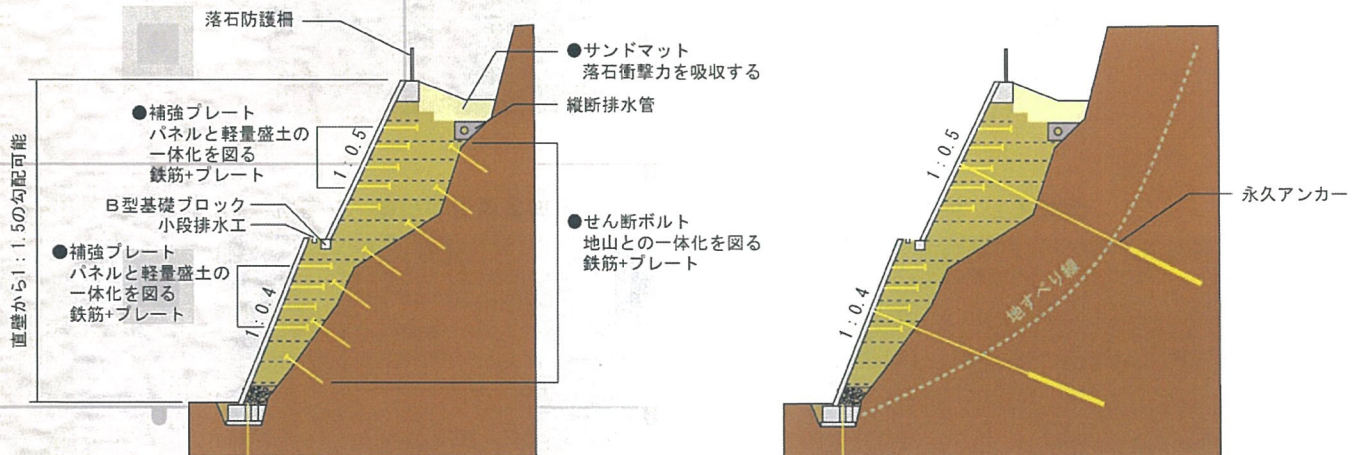 落石防護柵
●サンドマット
落石衝撃力を吸収する
縦断排水管
●補強プレート
パネルと軽量盛土の
一体化を図る
鉄筋+プレート
1:0.5
B型基礎ブロック
小段排水工
●せん断ボルト
地山との一体化を図る
鉄筋+プレート
●補強プレート
パネルと軽量盛土の
一体化を図る
鉄筋+プレート
1:0.4
直壁から1:1.5の勾配可能
1:0.5
永久アンカー
地すべり線
1:0.4